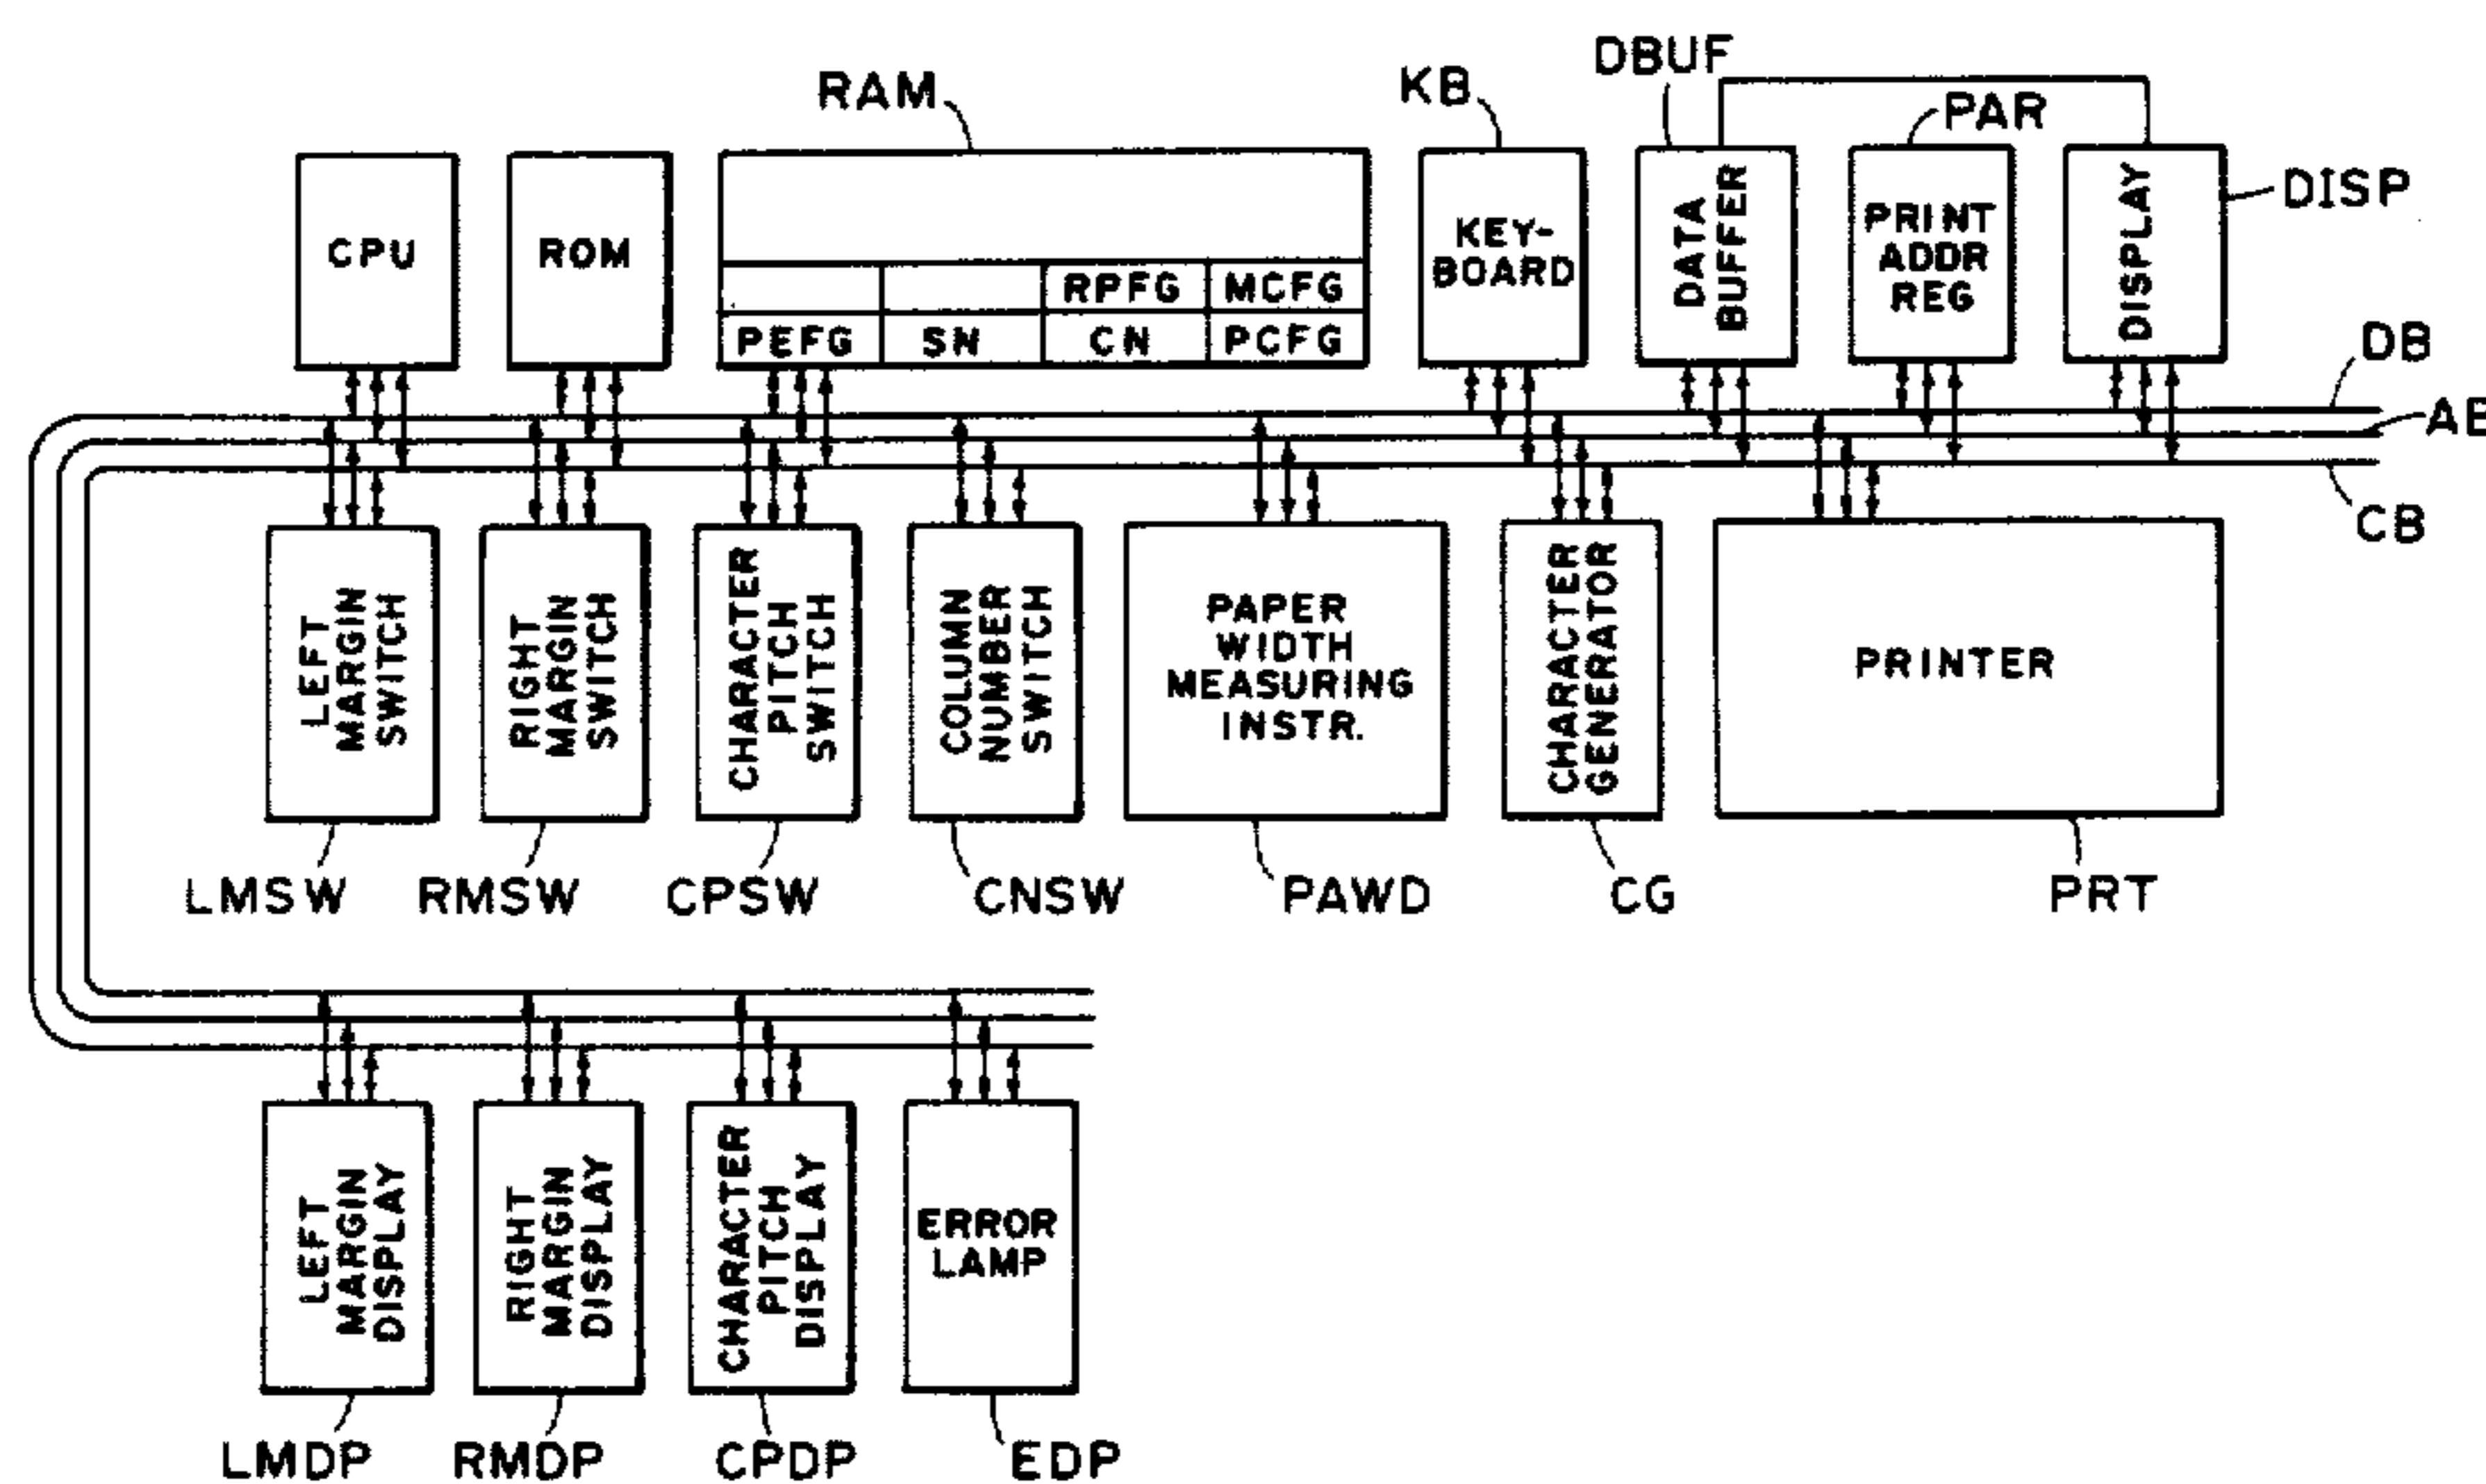 DBUF
RAM
KB
PAR
CPU
ROM
RPFG
MCFG
PEFG
SN
CN
PCFG
KEY-
BOARD
DATA
BUFFER
PRINT
ADDR
REG
DISPLAY
DISP
DB
AB
CB
LEFT
MARGIN
SWITCH
RIGHT
MARGIN
SWITCH
CHARACTER
PITCH
SWITCH
COLUMN
NUMBER
SWITCH
PAPER
WIDTH
MEASURING
INSTR.
CHARACTER
GENERATOR
PRINTER
LMSW
RMSW
CPSW
CNSW
PAWD
CG
PRT
LEFT
MARGIN
DISPLAY
RIGHT
MARGIN
DISPLAY
CHARACTER
PITCH
DISPLAY
ERROR
LAMP
LMDP
RMDP
CPDP
EDP